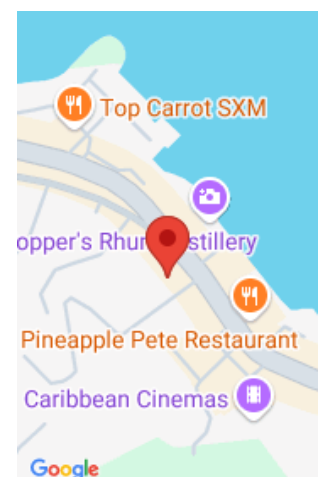 Top Carrot SXM
opper's Rhum stillery
Pineapple Pete Restaurant
Caribbean Cinemas
Google